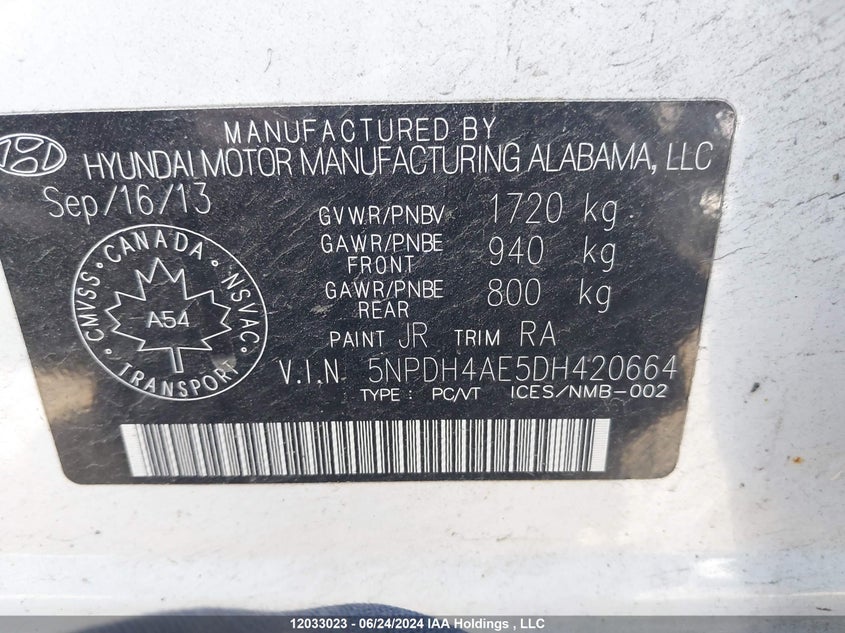 MANUFACTURED BY
HYUNDAI MOTOR MANUFACTURING ALABAMA, LLC
Sep/16/13
GVWR/PNBV 1720 kg
GAWR/PNBE FRONT 940 kg
GAWR/PNBE REAR 800 kg
CANADA
CMVSS • NSVAC
A54
TRANSPORT
PAINT JR TRIM RA
V.I.N 5NPDH4AE5DH420664
TYPE : PC/VT ICES/NMB-002
12033023 - 06/24/2024 IAA Holdings , LLC